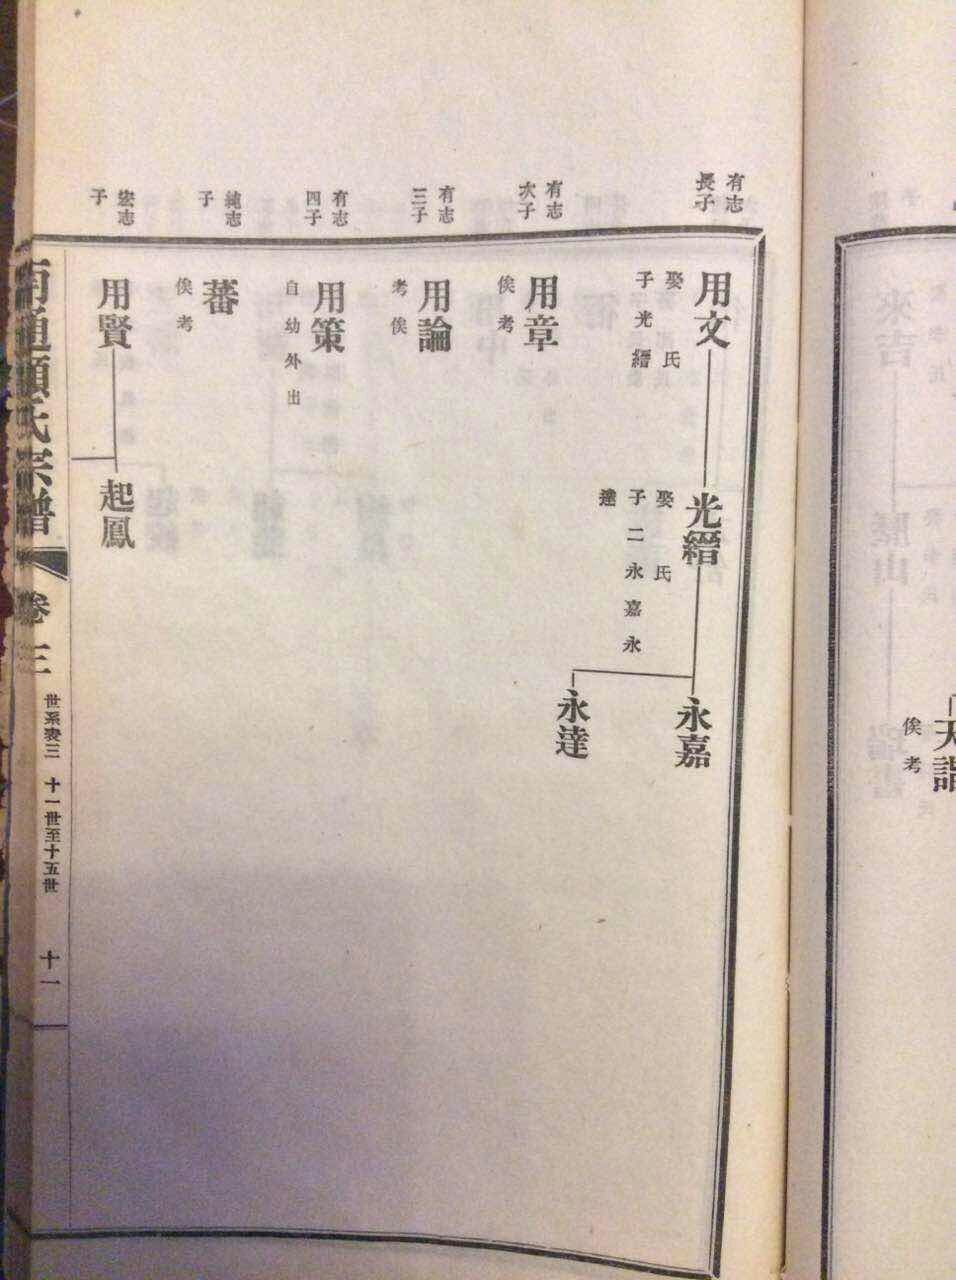 有志
長子
用文
娶 氏
子光縉
光縉
娶 氏
子二永嘉永
達
永嘉
永達
有志
次子
用章
俟考
有志
三子
用論
俟
考
有志
四子
用策
自幼外出
純志
子
蕃
俟考
宏志
子
用賢
起鳳
南通顧氏宗譜
卷三
世系表三 十一世至十五世
十一
天
俟考